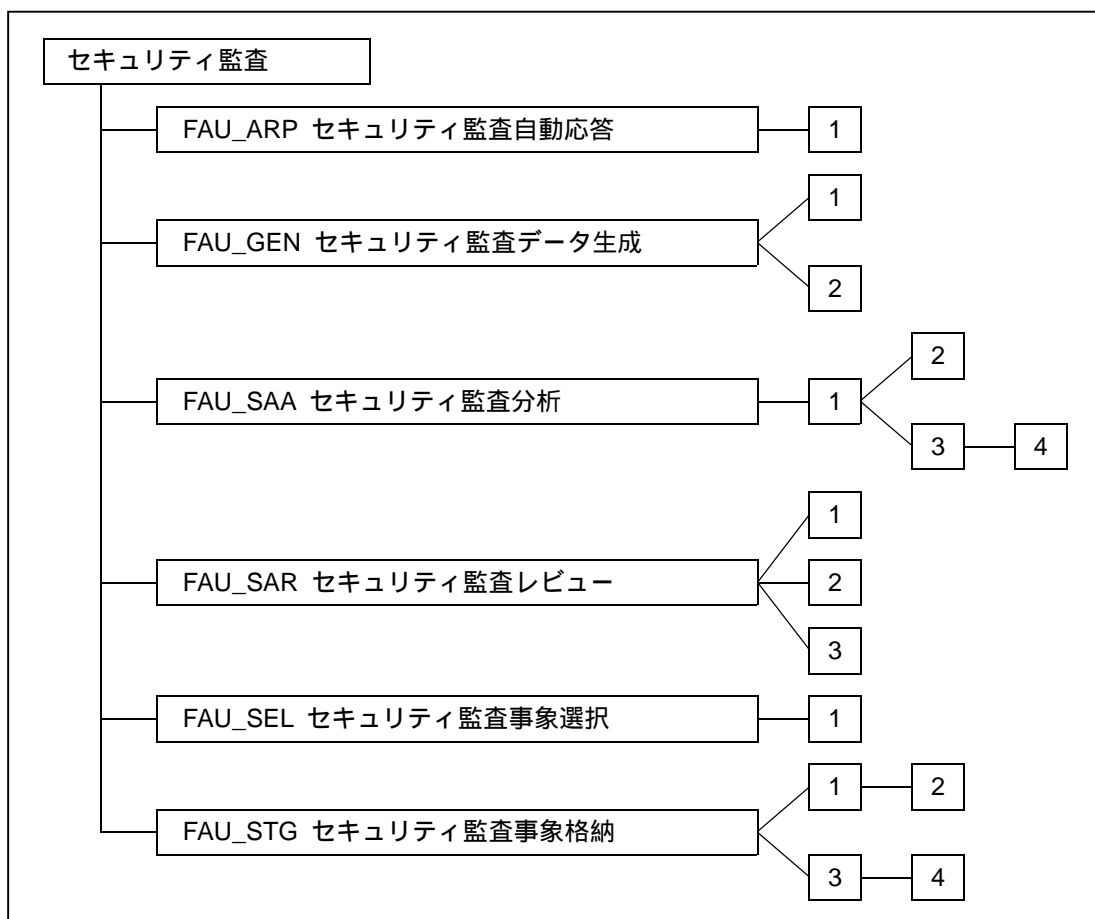 セキュリティ監査
FAU_ARP セキュリティ監査自動応答 1
1
FAU_GEN セキュリティ監査データ生成
2
2
FAU_SAA セキュリティ監査分析 1
3 4
1
FAU_SAR セキュリティ監査レビュー 2
3
FAU_SEL セキュリティ監査事象選択 1
1 2
FAU_STG セキュリティ監査事象格納
3 4